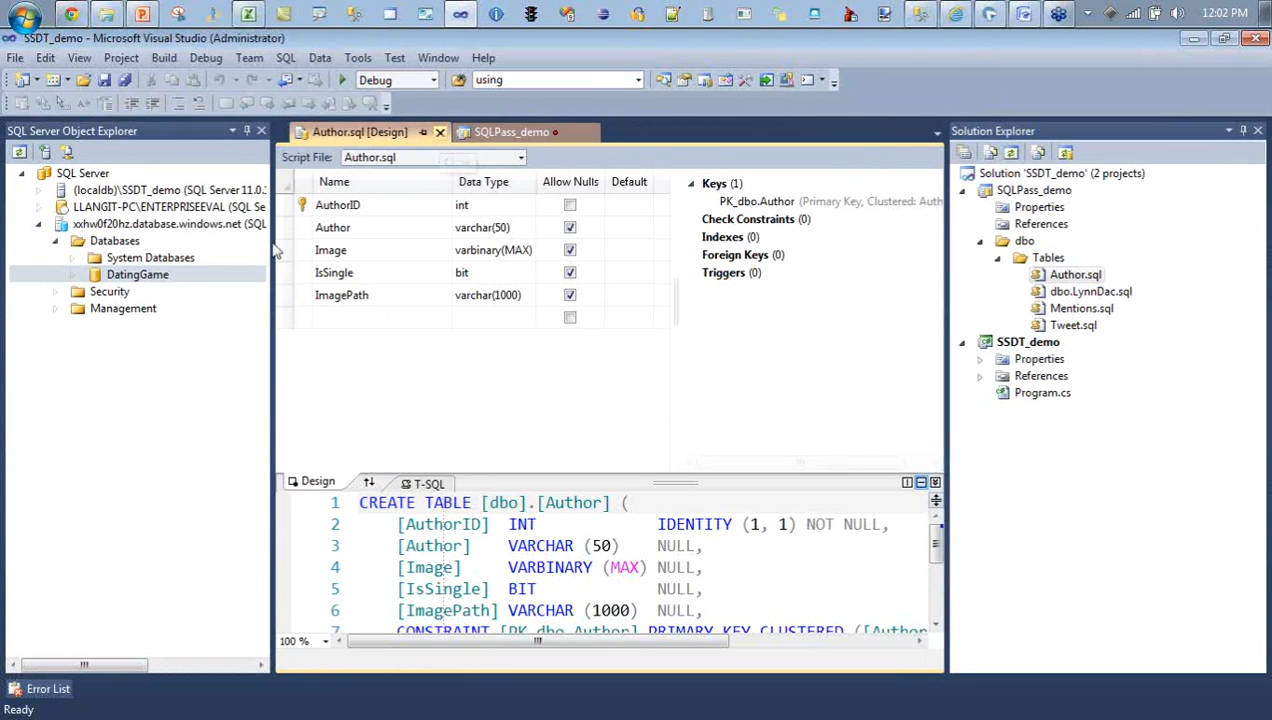 12:02 PM
SSDT_demo - Microsoft Visual Studio (Administrator)
File Edit View Project Build Debug Team SQL Data Tools Test Window Help
Debug using
SQL Server Object Explorer
SQL Server
(localdb)\SSDT_demo (SQL Server 11.0.
LLANGIT-PC\ENTERPRISEEVAL (SQL Se
xxhw0f20hz.database.windows.net (SQL
Databases
System Databases
DatingGame
Security
Management
Author.sql [Design] SQLPass_demo
Script File: Author.sql
Name Data Type Allow Nulls Default
AuthorID int
Author varchar(50)
Image varbinary(MAX)
IsSingle bit
ImagePath varchar(1000)
Keys (1)
PK_dbo.Author (Primary Key, Clustered: Auth
Check Constraints (0)
Indexes (0)
Foreign Keys (0)
Triggers (0)
Design T-SQL
1 CREATE TABLE [dbo].[Author] (
2 [AuthorID] INT IDENTITY (1, 1) NOT NULL,
3 [Author] VARCHAR (50) NULL,
4 [Image] VARBINARY (MAX) NULL,
5 [IsSingle] BIT NULL,
6 [ImagePath] VARCHAR (1000) NULL,
7 CONSTRAINT [PK_dbo.Author] PRIMARY KEY CLUSTERED ([Author
100 %
Solution Explorer
Solution 'SSDT_demo' (2 projects)
SQLPass_demo
Properties
References
dbo
Tables
Author.sql
dbo.LynnDac.sql
Mentions.sql
Tweet.sql
SSDT_demo
Properties
References
Program.cs
Error List
Ready